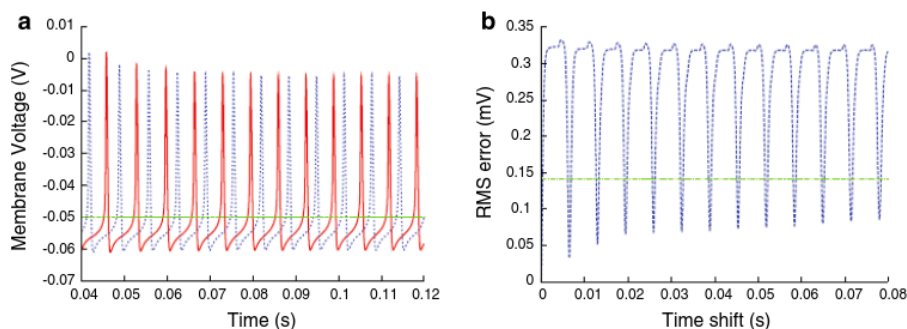 a
0.01
0
-0.01
-0.02
-0.03
-0.04
-0.05
-0.06
-0.07
Membrane Voltage (V)
0.04 0.05 0.06 0.07 0.08 0.09 0.1 0.11 0.12
Time (s)
b
0.35
0.3
0.25
0.2
0.15
0.1
0.05
0
RMS error (mV)
0 0.01 0.02 0.03 0.04 0.05 0.06 0.07 0.08
Time shift (s)